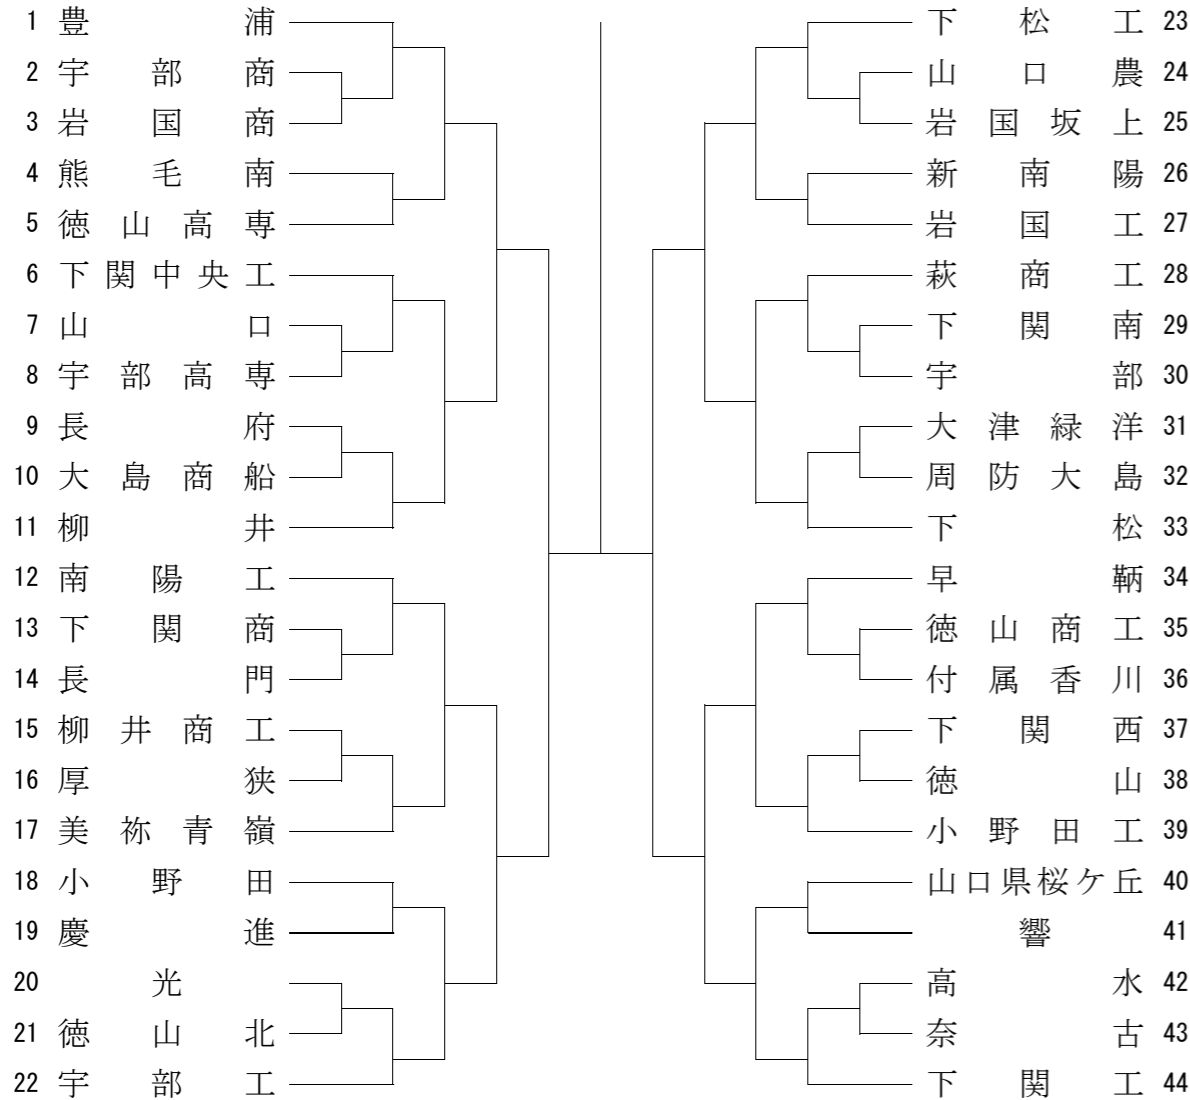 1 豊浦
2 宇部商
3 岩国商
4 熊毛南
5 徳山高専
6 下関中央工
7 山口
8 宇部高専
9 長府
10 大島商船
11 柳井
12 南陽工
13 下関商
14 長門
15 柳井商工
16 厚狭
17 美祢青嶺
18 小野田
19 慶進
20 光
21 徳山北
22 宇部工
下松工 23
山口農 24
岩国坂上 25
新南陽 26
岩国工 27
萩商工 28
下関南 29
宇部 30
大津緑洋 31
周防大島 32
下松 33
早鞆 34
徳山商工 35
付属香川 36
下関西 37
徳山 38
小野田工 39
山口県桜ケ丘 40
響 41
高水 42
奈古 43
下関工 44